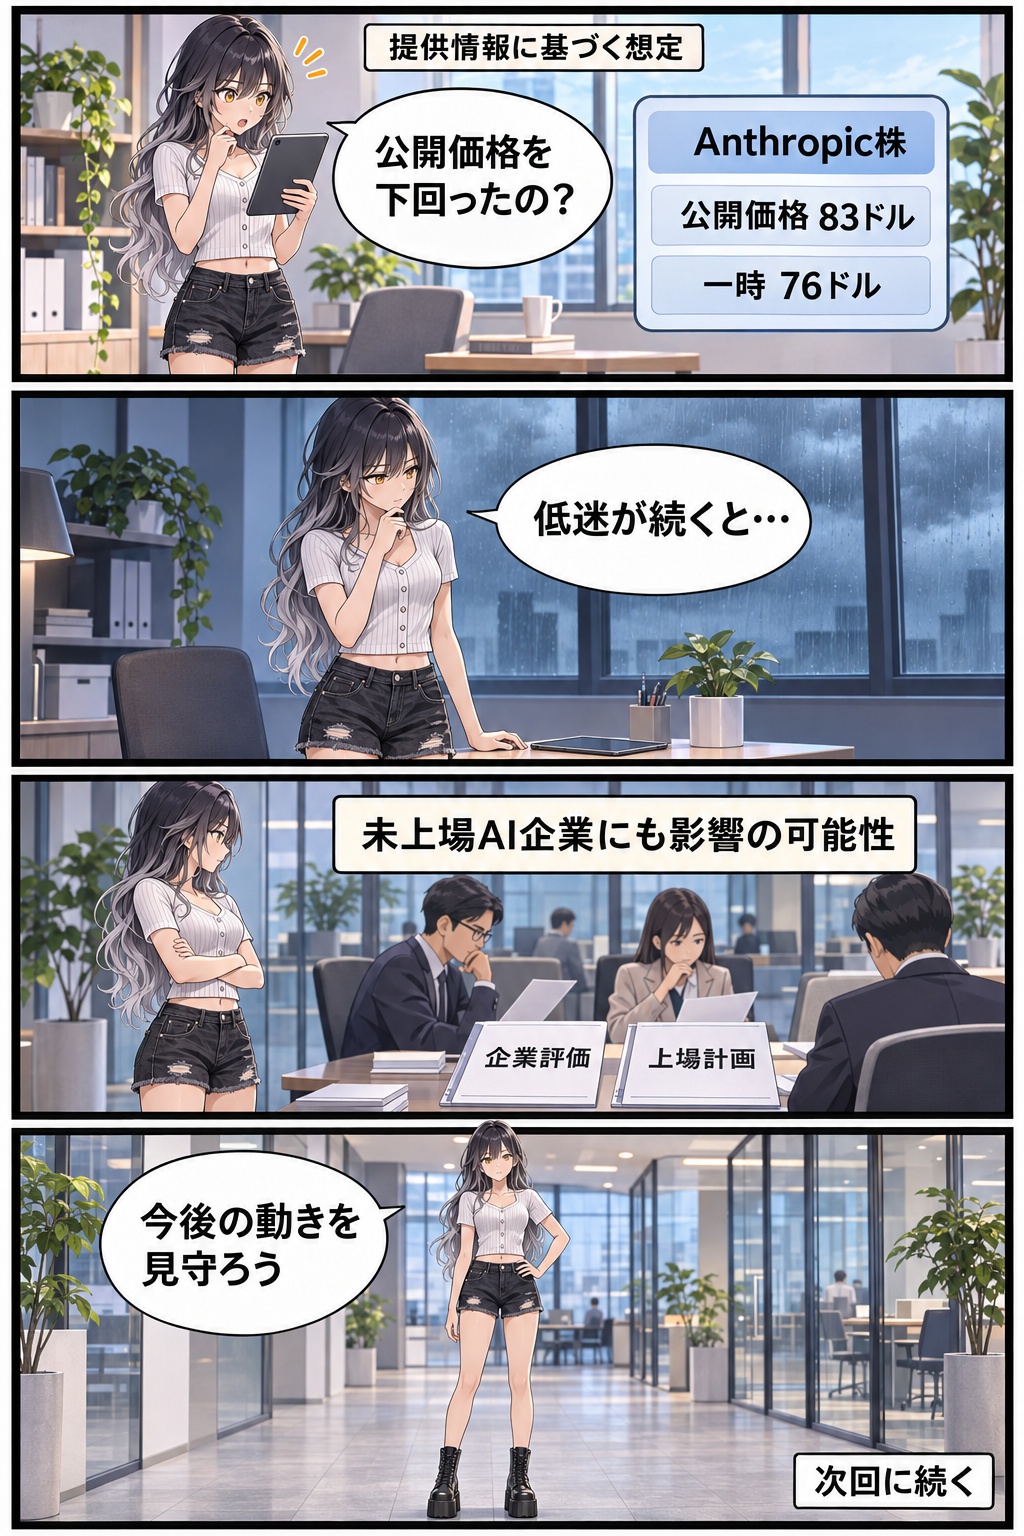 提供情報に基づく想定
公開価格を
下回ったの？
Anthropic株
公開価格 83ドル
一時 76ドル
低迷が続くと…
未上場AI企業にも影響の可能性
企業評価
上場計画
今後の動きを
見守ろう
次回に続く